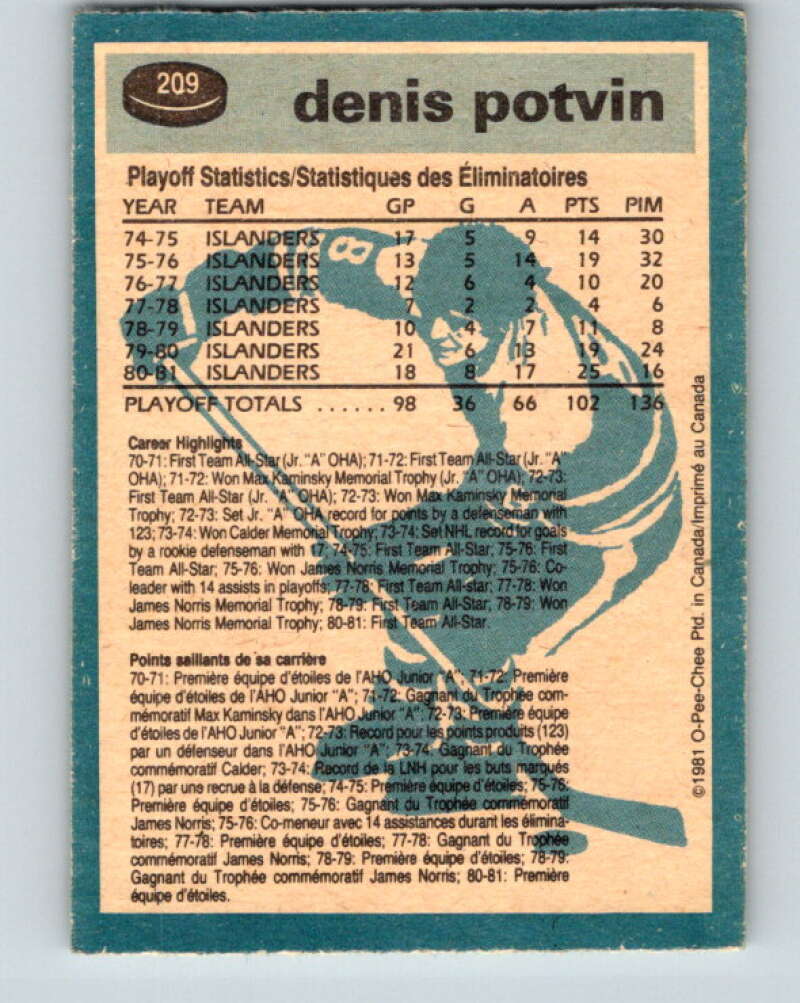 209
denis potvin
Playoff Statistics/Statistiques des Éliminatoires
YEAR TEAM GP G A PTS PIM
74-75 ISLANDERS 17 5 9 14 30
75-76 ISLANDERS 13 5 14 19 32
76-77 ISLANDERS 12 6 4 10 20
77-78 ISLANDERS 7 2 2 4 6
78-79 ISLANDERS 10 4 7 11 8
79-80 ISLANDERS 21 6 13 19 24
80-81 ISLANDERS 18 8 17 25 16
PLAYOFF TOTALS ...... 98 36 66 102 136
Career Highlights
70-71: First Team All-Star (Jr. "A" OHA); 71-72: First Team All-Star (Jr. "A"
OHA); 71-72: Won Max Kaminsky Memorial Trophy (Jr. "A" OHA); 72-73:
First Team All-Star (Jr. "A" OHA); 72-73: Won Max Kaminsky Memorial
Trophy; 72-73: Set Jr. "A" OHA record for points by a defenseman with
123; 73-74: Won Calder Memorial Trophy; 73-74: Set NHL record for goals
by a rookie defenseman with 17; 74-75: First Team All-Star; 75-76: First
Team All-Star; 75-76: Won James Norris Memorial Trophy; 75-76: Co-
leader with 14 assists in playoffs; 77-78: First Team All-star; 77-78: Won
James Norris Memorial Trophy; 78-79: First Team All-Star; 78-79: Won
James Norris Memorial Trophy; 80-81: First Team All-Star.
Points saillants de sa carrière
70-71: Première équipe d'étoiles de l'AHO Junior "A"; 71-72: Première
équipe d'étoiles de l'AHO Junior "A"; 71-72: Gagnant du Trophée com-
mémoratif Max Kaminsky dans l'AHO Junior "A"; 72-73: Première équipe
d'étoiles de l'AHO Junior "A"; 72-73: Record pour les points produits (123)
par un défenseur dans l'AHO Junior "A"; 73-74: Gagnant du Trophée
commémoratif Calder; 73-74: Record de la LNH pour les buts marqués
(17) par une recrue à la défense; 74-75: Première équipe d'étoiles; 75-76:
Première équipe d'étoiles; 75-76: Gagnant du Trophée commémoratif
James Norris; 75-76: Co-meneur avec 14 assistances durant les élimina-
toires; 77-78: Première équipe d'étoiles; 77-78: Gagnant du Trophée
commémoratif James Norris; 78-79: Première équipe d'étoiles; 78-79:
Gagnant du Trophée commémoratif James Norris; 80-81: Première
équipe d'étoiles.
©1981 O-Pee-Chee Ptd. in Canada/Imprimé au Canada
8